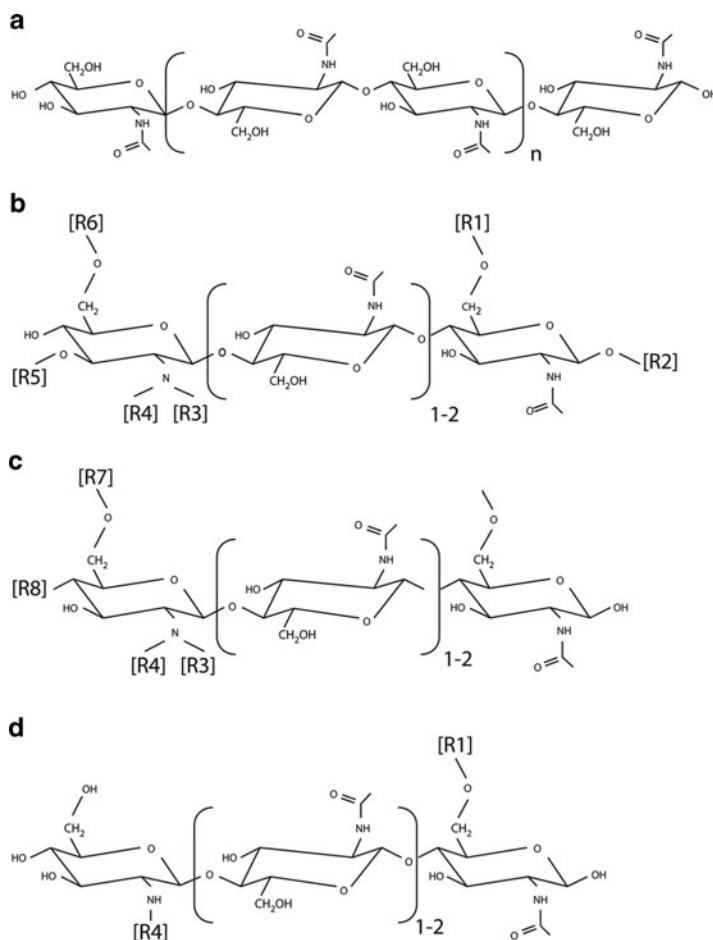 a
O O
NH NH
CH₂OH CH₂OH
O HO O O HO OH
HO HO O HO O
NH O NH O
CH₂OH CH₂OH
O O
n
b
[R6] [R1]
O O
O
CH₂ NH CH₂
HO O HO O O
O O HO O
[R5] O [R2]
N CH₂OH NH
[R4] [R3] O
1-2
c
[R7]
O O O
CH₂ NH CH₂
[R8] O HO O
HO O HO OH
N O NH
CH₂OH
[R4] [R3] O
1-2
d
[R1]
OH O O
CH₂ NH CH₂
HO O HO O O
HO O HO OH
NH O NH
CH₂OH
[R4] O
1-2